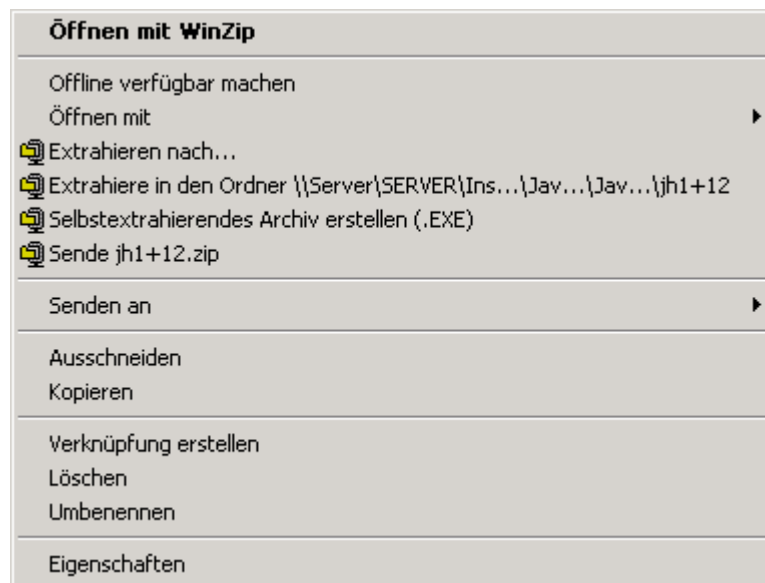 Öffnen mit WinZip
Offline verfügbar machen
Öffnen mit
Extrahieren nach...
Extrahiere in den Ordner \\Server\SERVER\Ins...\Jav...\Jav...\jh1+12
Selbstextrahierendes Archiv erstellen (.EXE)
Sende jh1+12.zip
Senden an
Ausschneiden
Kopieren
Verknüpfung erstellen
Löschen
Umbenennen
Eigenschaften